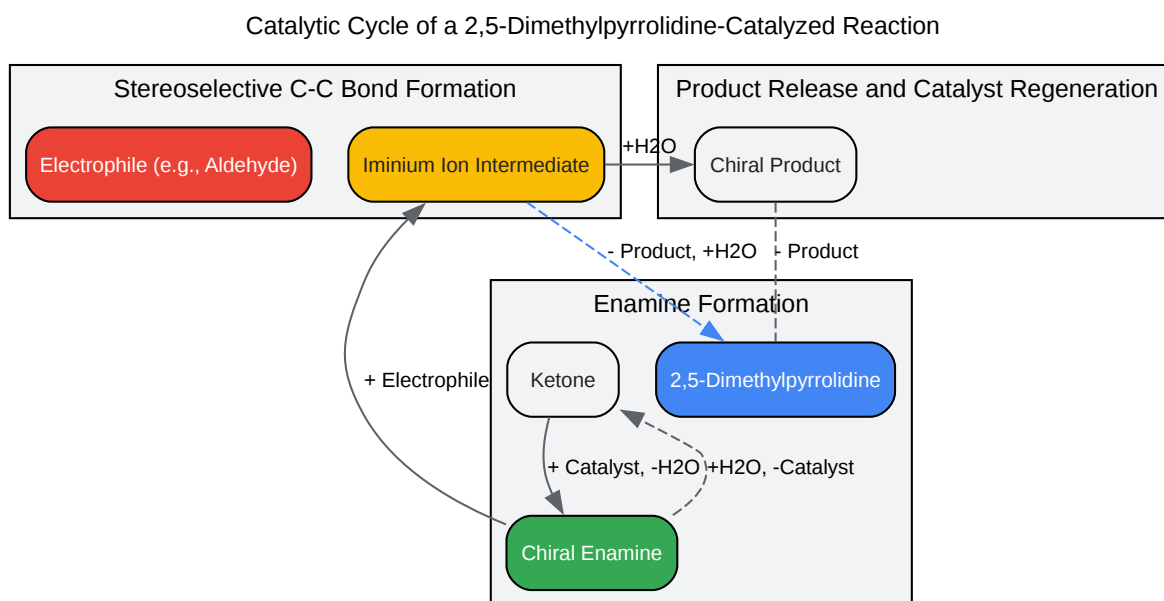 Catalytic Cycle of a 2,5-Dimethylpyrrolidine-Catalyzed Reaction
Stereoselective C-C Bond Formation
Product Release and Catalyst Regeneration
Electrophile (e.g., Aldehyde)
Iminium Ion Intermediate
+H2O
Chiral Product
- Product, +H2O
- Product
Enamine Formation
+ Electrophile
Ketone
2,5-Dimethylpyrrolidine
+ Catalyst, -H2O
+H2O, -Catalyst
Chiral Enamine